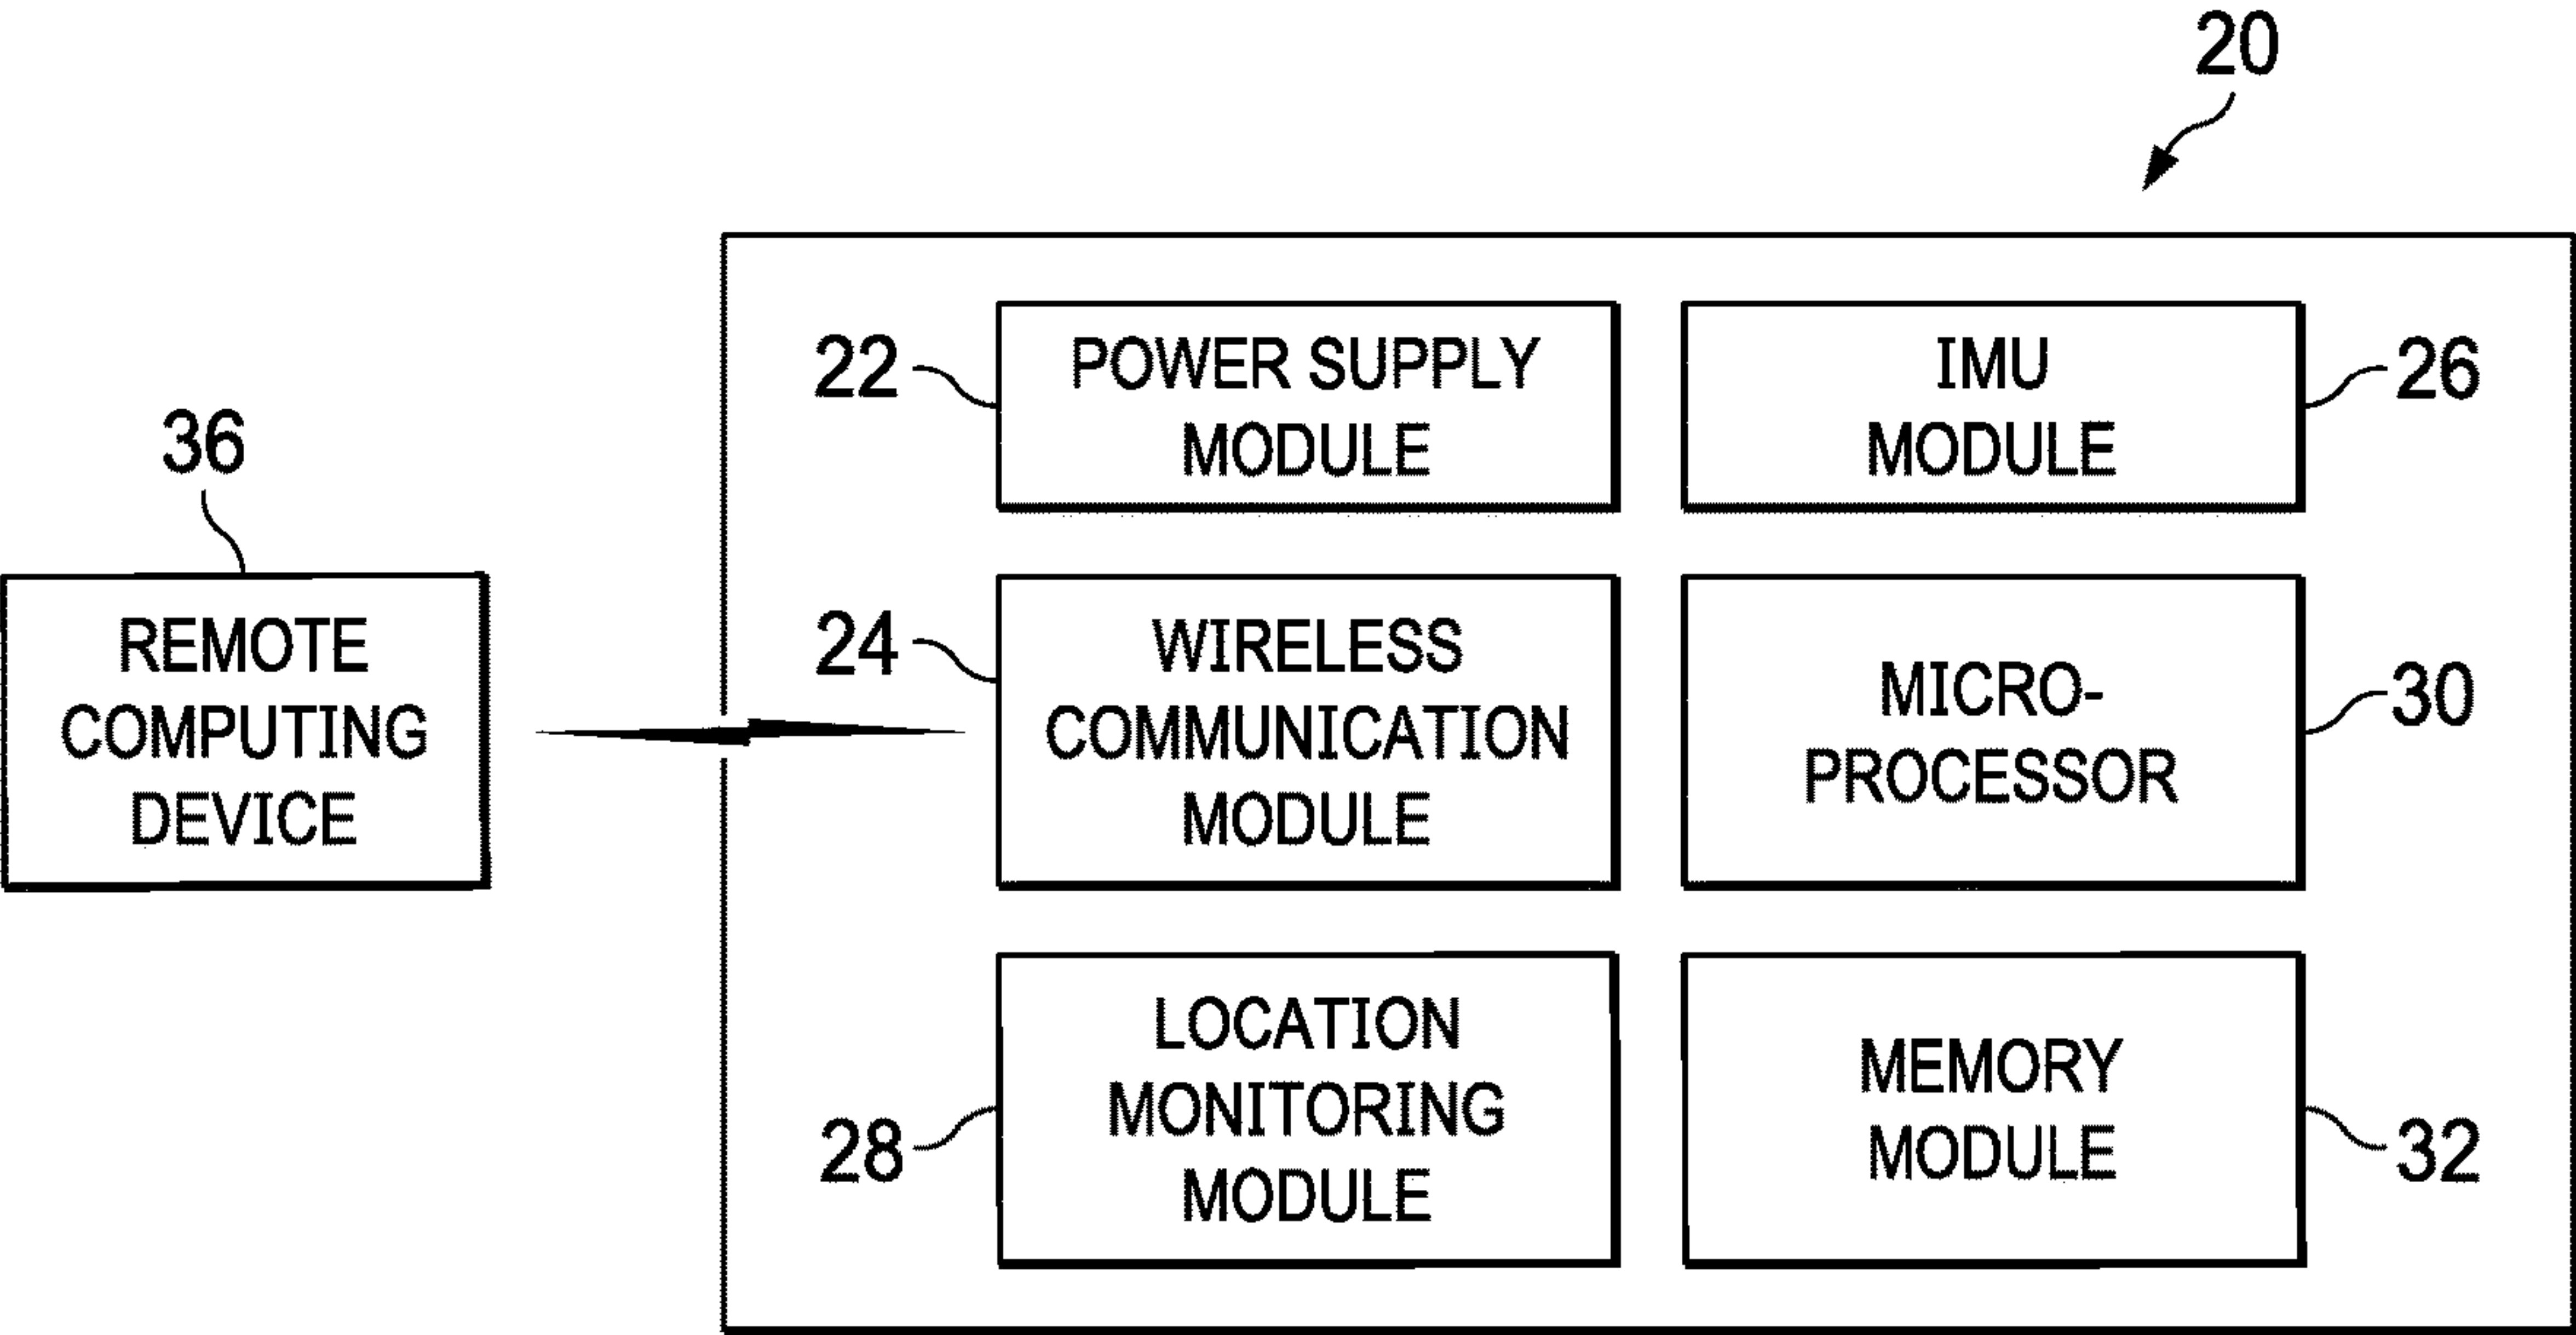 20
22
POWER SUPPLY
MODULE
IMU
MODULE
26
36
REMOTE
COMPUTING
DEVICE
24
WIRELESS
COMMUNICATION
MODULE
MICRO-
PROCESSOR
30
28
LOCATION
MONITORING
MODULE
MEMORY
MODULE
32